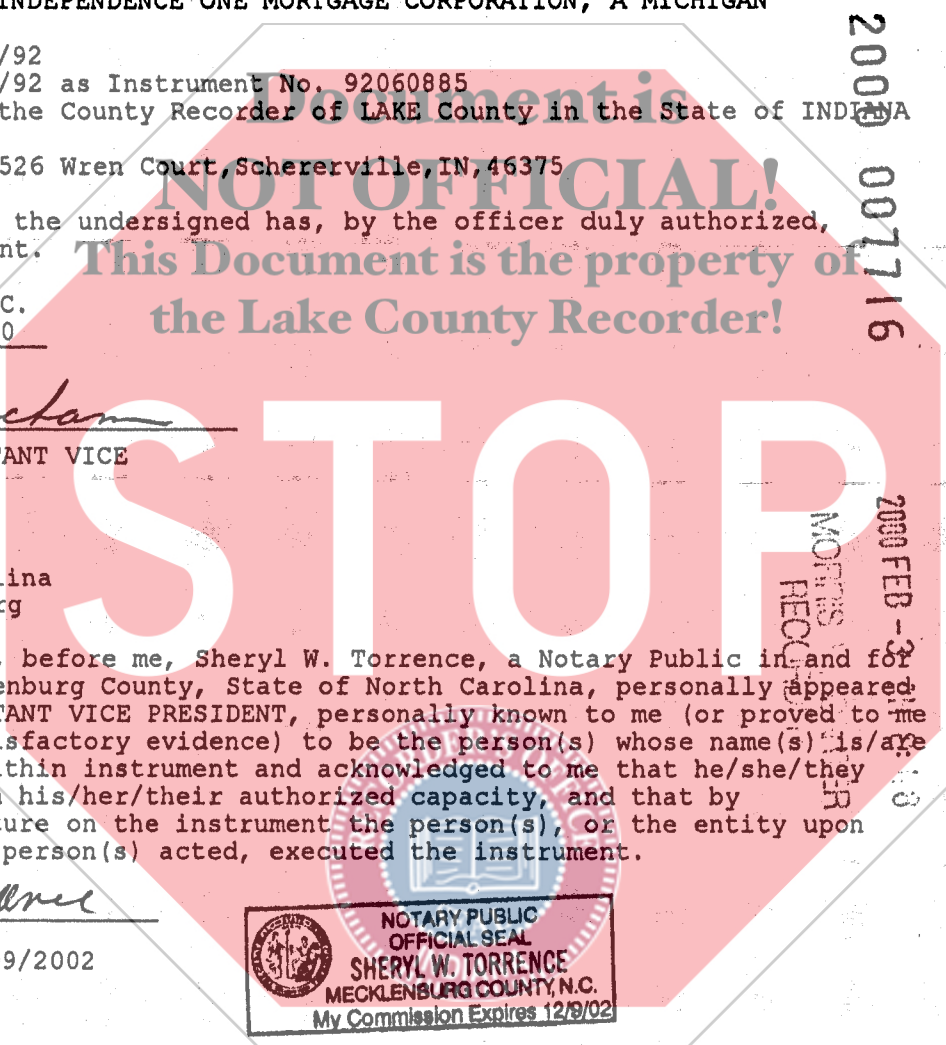 INDEPENDENCE ONE MORTGAGE CORPORATION, A MICHIGAN
/92
/92 as Instrument No. 92060885
the County Recorder of LAKE County in the State of INDIANA
526 Wren Court,Schererville,IN,46375
the undersigned has, by the officer duly authorized,
nt.
C.
0
TANT VICE
lina
rg
before me, Sheryl W. Torrence, a Notary Public in and for
enburg County, State of North Carolina, personally appeared
TANT VICE PRESIDENT, personally known to me (or proved to me
isfactory evidence) to be the person(s) whose name(s) is/are
ithin instrument and acknowledged to me that he/she/they
his/her/their authorized capacity, and that by
ture on the instrument the person(s), or the entity upon
person(s) acted, executed the instrument.
9/2002
NOTARY PUBLIC
OFFICIAL SEAL
SHERYL W. TORRENCE
MECKLENBURG COUNTY, N.C.
My Commission Expires 12/9/02
Document is
NOT OFFICIAL!
This Document is the property of
the Lake County Recorder!
STOP
2000 007716
2000 FEB -3
MORRIS